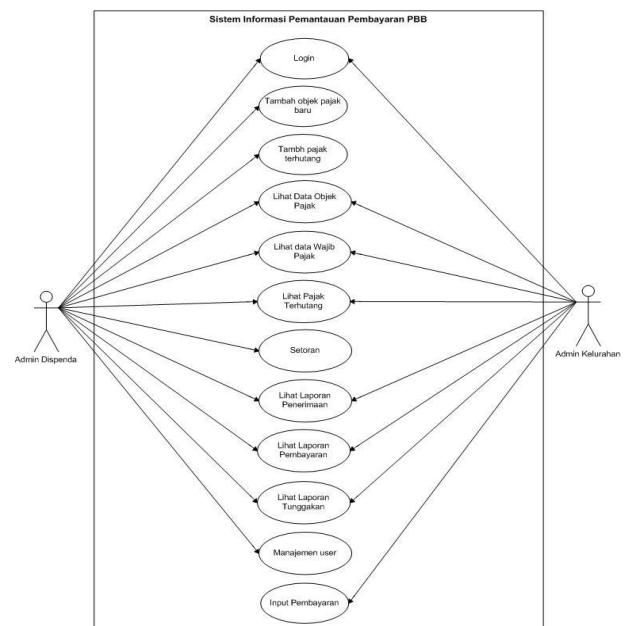 Sistem Informasi Pemantauan Pembayaran PBB
Login
Tambah objek pajak
baru
Tambh pajak
terhutang
Lihat Data Objek
Pajak
Lihat data Wajib
Pajak
Lihat Pajak
Terhutang
Setoran
Lihat Laporan
Penerimaan
Lihat Laporan
Pembayaran
Lihat Laporan
Tunggakan
Manajemen user
Input Pembayaran
Admin Dispenda
Admin Kelurahan